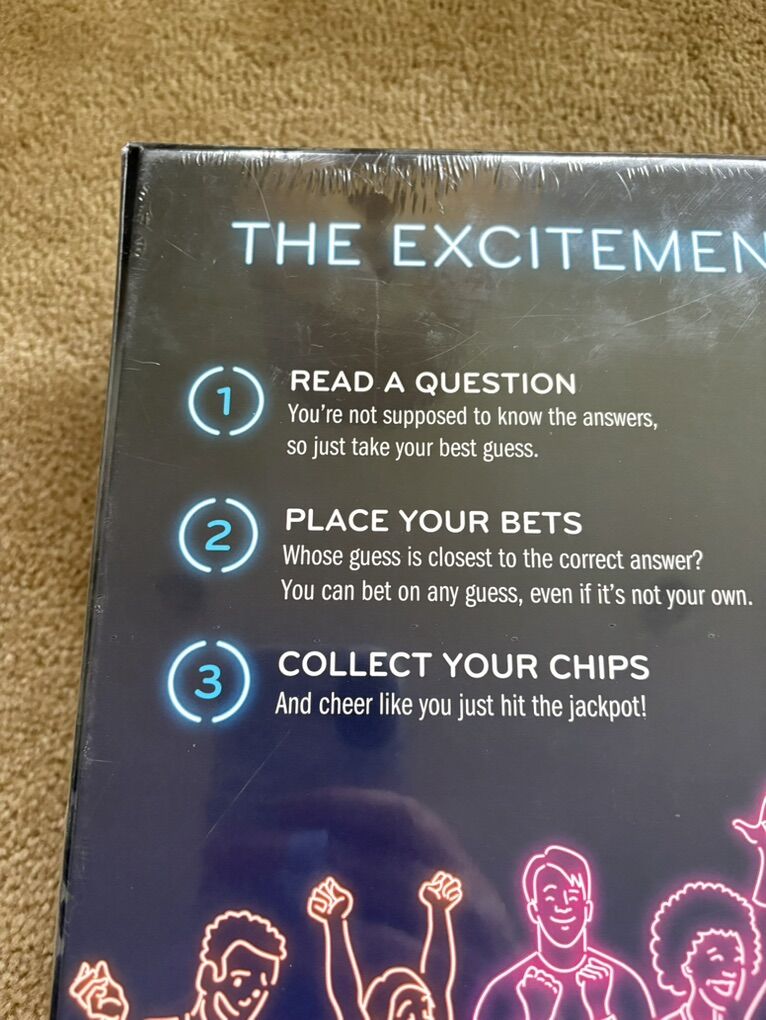 THE EXCITEMEN
1 READ A QUESTION
You're not supposed to know the answers,
so just take your best guess.
2 PLACE YOUR BETS
Whose guess is closest to the correct answer?
You can bet on any guess, even if it's not your own.
3 COLLECT YOUR CHIPS
And cheer like you just hit the jackpot!